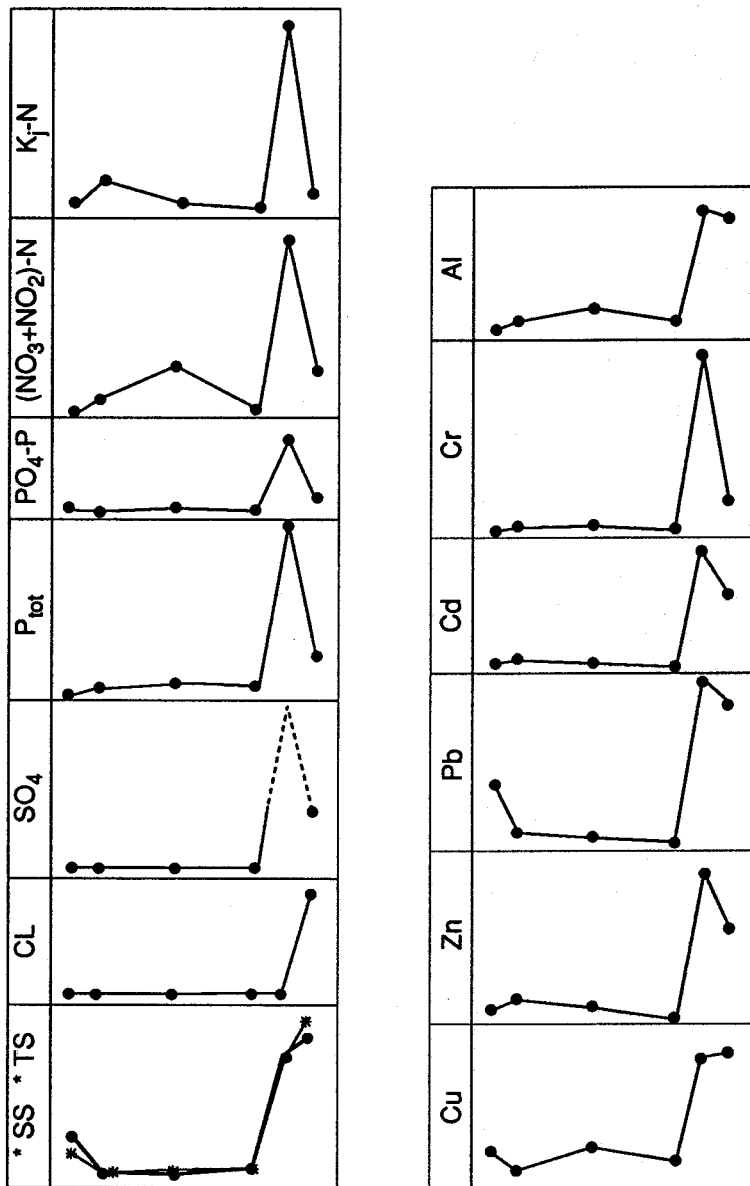 Kj-N
(NO3+NO2)-N
PO4-P
Ptot
SO4
CL
* SS * TS
Al
Cr
Cd
Pb
Zn
Cu